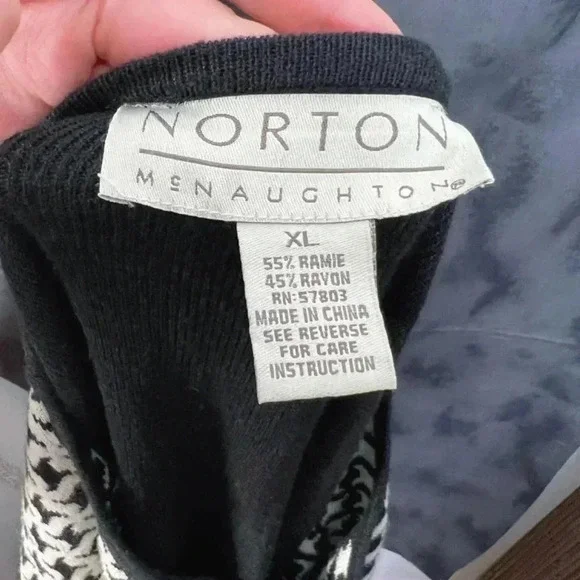 NORTON
McNAUGHTON®
XL
55% RAMIE
45% RAYON
RN:57803
MADE IN CHINA
SEE REVERSE
FOR CARE
INSTRUCTION